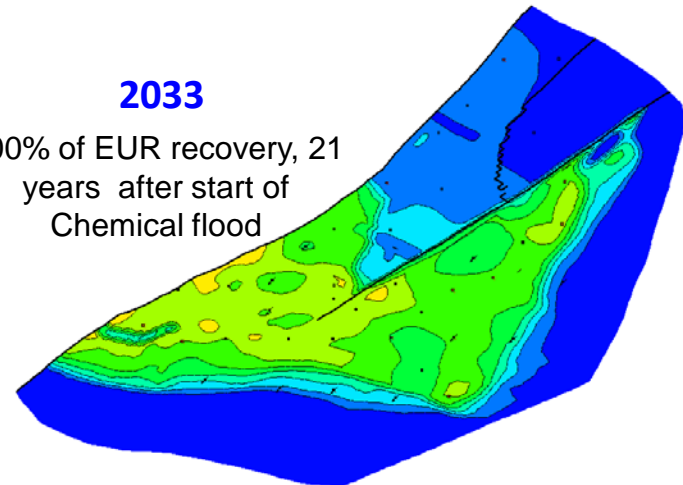 2033
00% of EUR recovery, 21
years after start of
Chemical flood